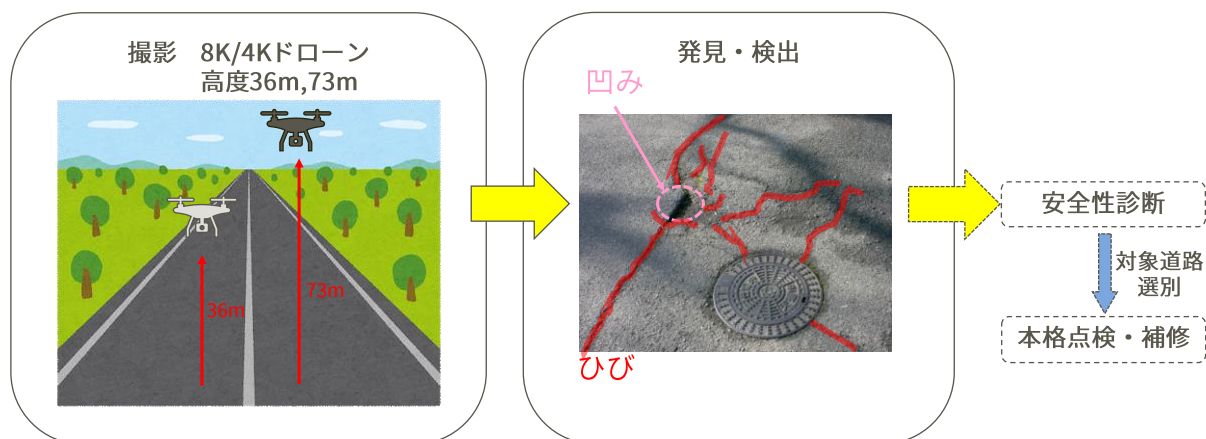 撮影　8K/4Kドローン
高度36m,73m
36m
73m
発見・検出
凹み
ひび
安全性診断
対象道路
選別
本格点検・補修